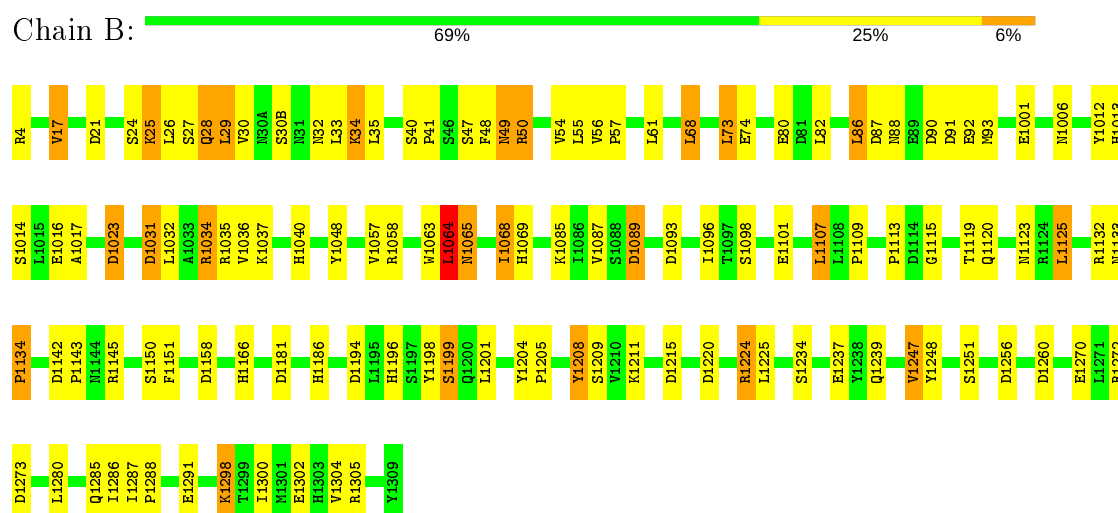 Chain B:
69% 25% 6%
R4 V17 D21 S24 K25 L26 S27 Q28 L29 V30 N30A S30B N31 N32 L33 K34 L35 S40 P41 S46 S47 F48 N49 R50 V54 L55 V56 P57 L61 L68 L73 E74 E80 D81 L82 L86 D87 N88 E89 D90 D91 E92 M93 E1001 N1006 Y1012
S1014 L1015 E1016 A1017 D1023 D1031 L1032 A1033 R1034 R1035 V1036 K1037 H1040 Y1048 V1057 R1058 W1063 L1064 N1065 I1068 H1069 K1085 I1086 V1087 S1088 D1089 D1093 I1096 T1097 S1098 E1101 L1107 L1108 P1109 P1113 D1114 G1115 T1119 Q1120 N1123 R1124 L1125 R1132
P1134 D1142 P1143 N1144 R1145 S1150 F1151 D1158 H1166 D1181 H1186 D1194 L1195 H1196 S1197 Y1198 S1199 Q1200 L1201 Y1204 P1205 Y1208 S1209 V1210 K1211 D1215 D1220 R1224 L1225 S1234 E1237 Y1238 Q1239 V1247 Y1248 S1251 D1256 D1260 E1270 L1271
D1273 L1280 Q1285 I1286 I1287 P1288 E1291 K1298 T1299 I1300 M1301 E1302 H1303 V1304 R1305 Y1309